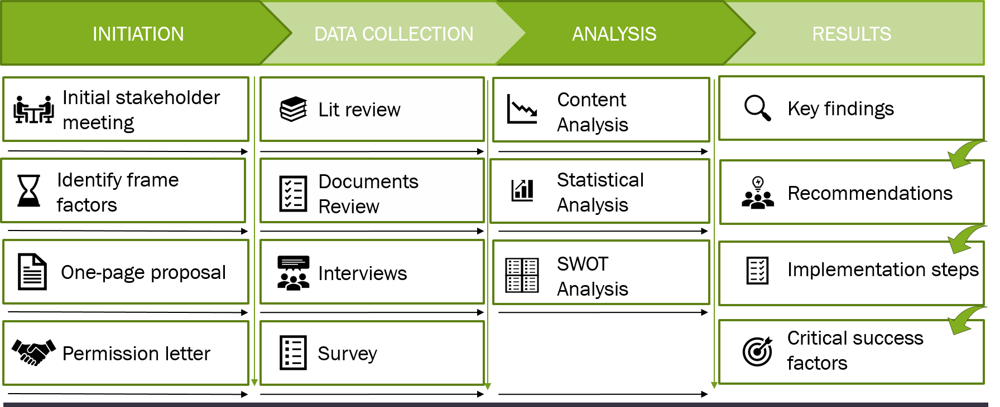 INITIATION
DATA COLLECTION
ANALYSIS
RESULTS
Initial stakeholder
meeting
Identify frame
factors
One-page proposal
Permission letter
Lit review
Documents
Review
Interviews
Survey
Content
Analysis
Statistical
Analysis
SWOT
Analysis
Key findings
Recommendations
Implementation steps
Critical success
factors